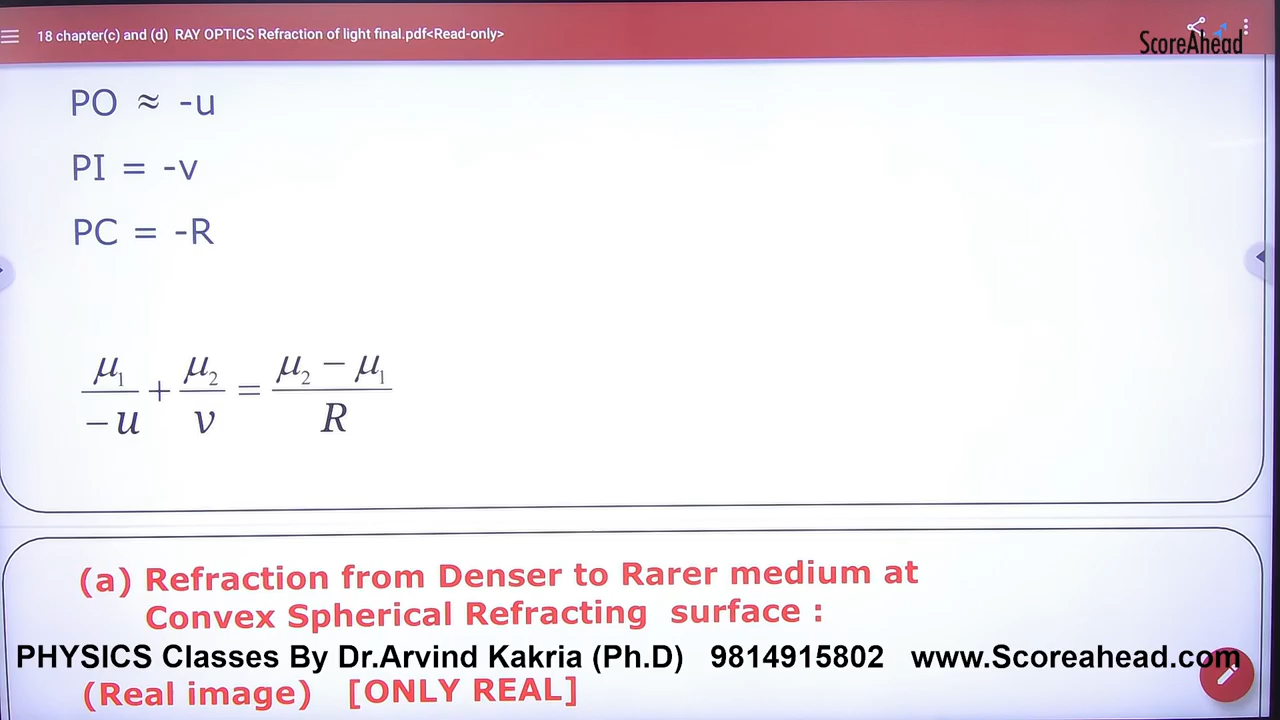 18 chapter(c) and (d) RAY OPTICS Refraction of light final.pdf<Read-only>
ScoreAhead
PO ≈ -u
PI = -v
PC = -R
μ₁/−u + μ₂/v = μ₂ − μ₁/R
(a) Refraction from Denser to Rarer medium at
Convex Spherical Refracting surface :
PHYSICS Classes By Dr.Arvind Kakria (Ph.D) 9814915802 www.Scoreahead.com
(Real image) [ONLY REAL]